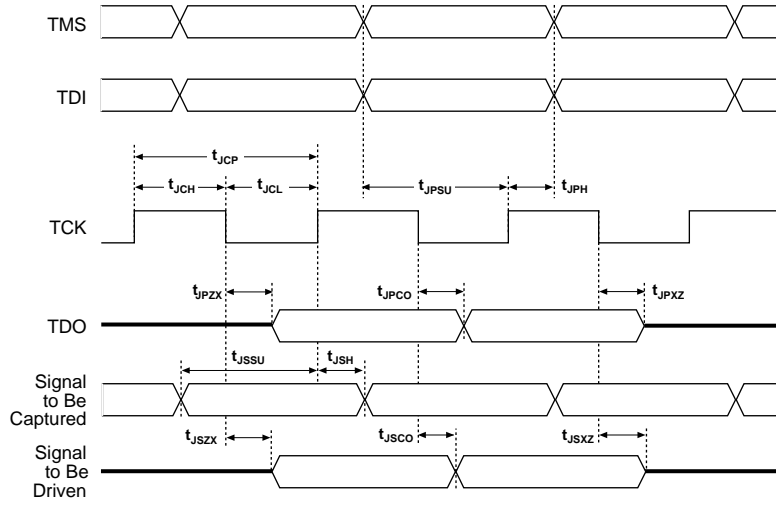 TMS
TDI
tJCP
tJCH tJCL tJPSU tJPH
TCK
tJPZX tJPCO tJPXZ
TDO
tJSSU tJSH
Signal
to Be
Captured
tJSZX tJSCO tJSXZ
Signal
to Be
Driven